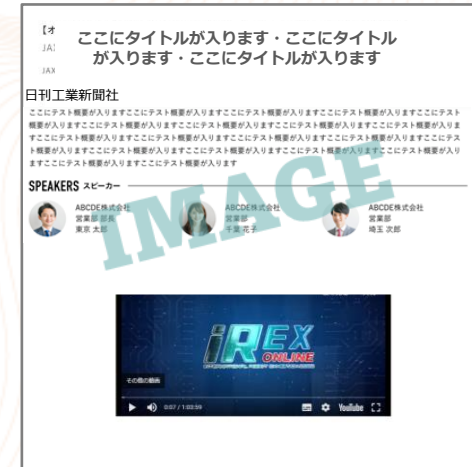 【オ
ここにタイトルが入ります・ここにタイトル
が入ります・ここにタイトルが入ります
JA
JAX
日刊工業新聞社
ここにテスト概要が入りますここにテスト概要が入りますここにテスト概要が入りますここにテスト概要が入りますここにテスト
概要が入りますここにテスト概要が入りますここにテスト概要が入りますここにテスト概要が入りますここにテスト概要が入りま
すここにテスト概要が入りますここにテスト概要が入りますここにテスト概要が入りますここにテスト概要が入りますここにテス
ト概要が入りますここにテスト概要が入りますここにテスト概要が入りますここにテスト概要が入りますここにテスト概要が入り
ますここにテスト概要が入りますここにテスト概要が入ります
SPEAKERS スピーカー
ABCDE株式会社
営業部 部長
東京 太郎
ABCDE株式会社
営業部
千葉 花子
ABCDE株式会社
営業部
埼玉 次郎
IMAGE
iREX
ONLINE
その他の動画
0:07 / 1:03:59
YouTube